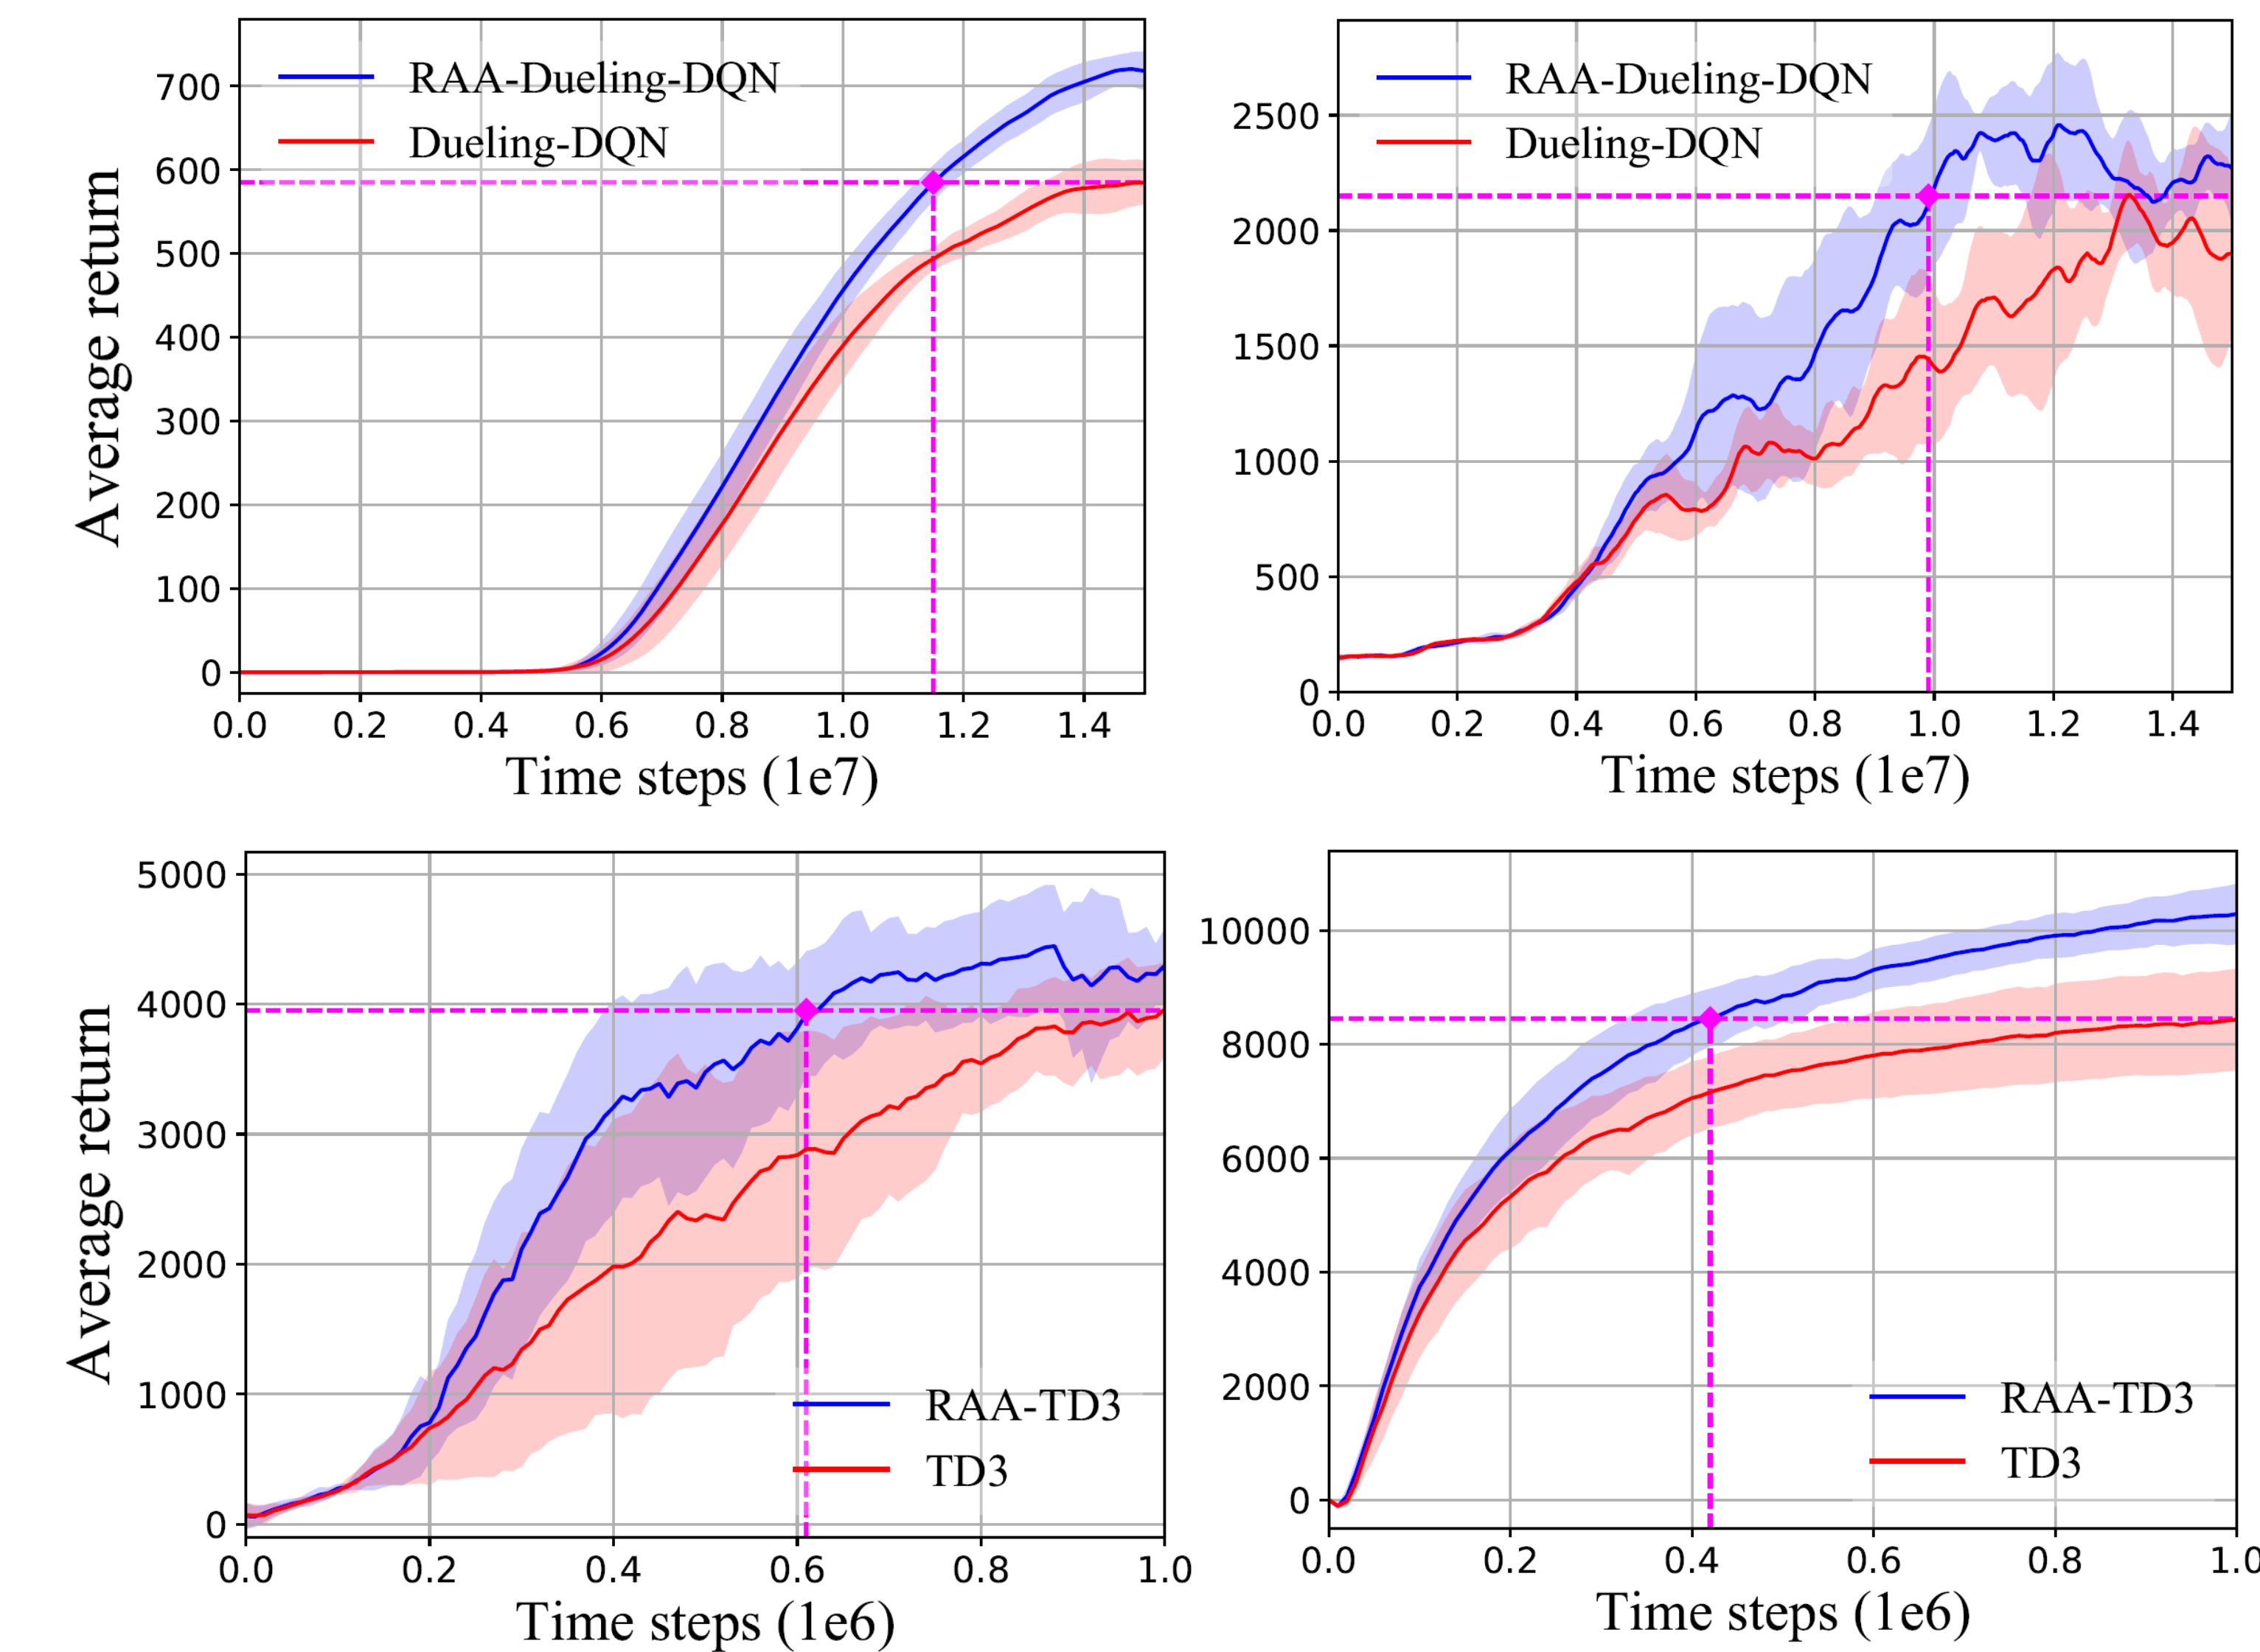 RAA-Dueling-DQN
Dueling-DQN
Average return
700
600
500
400
300
200
100
0
0.0 0.2 0.4 0.6 0.8 1.0 1.2 1.4
Time steps (1e7)
RAA-Dueling-DQN
Dueling-DQN
2500
2000
1500
1000
500
0
0.0 0.2 0.4 0.6 0.8 1.0 1.2 1.4
Time steps (1e7)
Average return
5000
4000
3000
2000
1000
0
RAA-TD3
TD3
0.0 0.2 0.4 0.6 0.8 1.0
Time steps (1e6)
10000
8000
6000
4000
2000
0
RAA-TD3
TD3
0.0 0.2 0.4 0.6 0.8 1.0
Time steps (1e6)